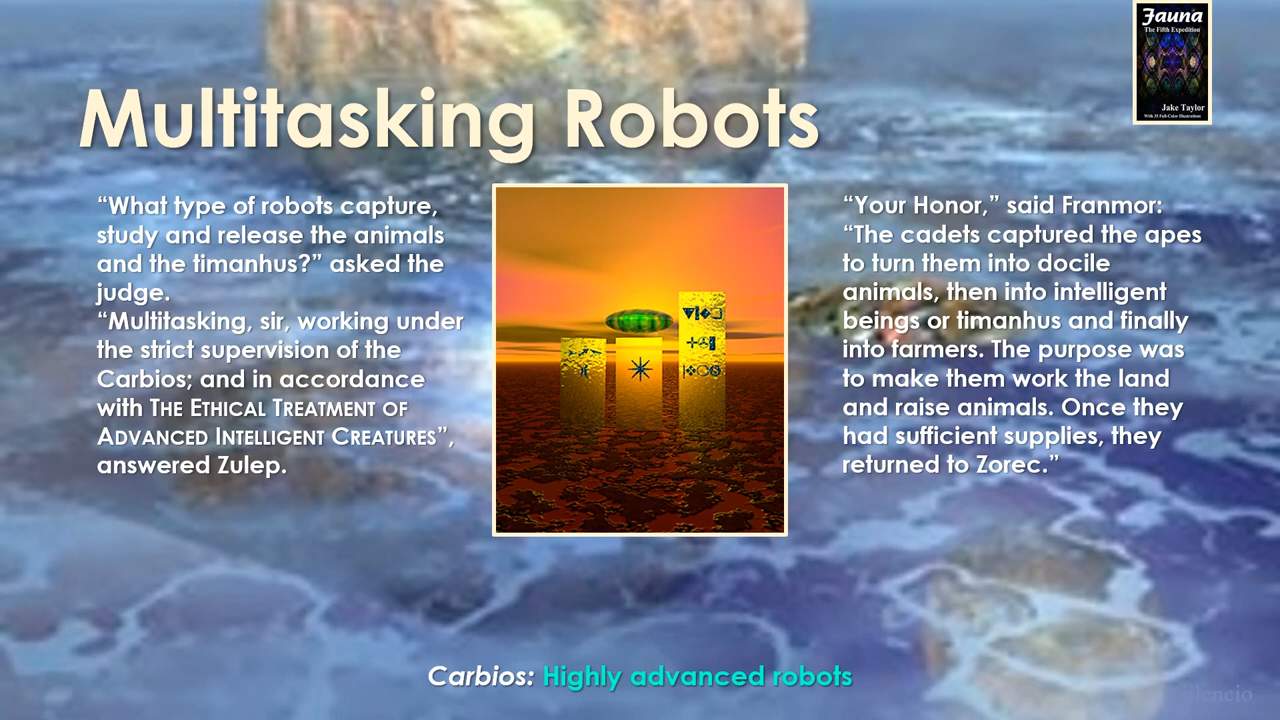 Fauna
The Fifth Expedition
Jake Taylor
With 35 Full-Color Illustrations
Multitasking Robots
“What type of robots capture,
study and release the animals
and the timanhus?” asked the
judge.
“Multitasking, sir, working under
the strict supervision of the
Carbios; and in accordance
with THE ETHICAL TREATMENT OF
ADVANCED INTELLIGENT CREATURES”,
answered Zulep.
“Your Honor,” said Franmor:
“The cadets captured the apes
to turn them into docile
animals, then into intelligent
beings or timanhus and finally
into farmers. The purpose was
to make them work the land
and raise animals. Once they
had sufficient supplies, they
returned to Zorec.”
Carbios: Highly advanced robots